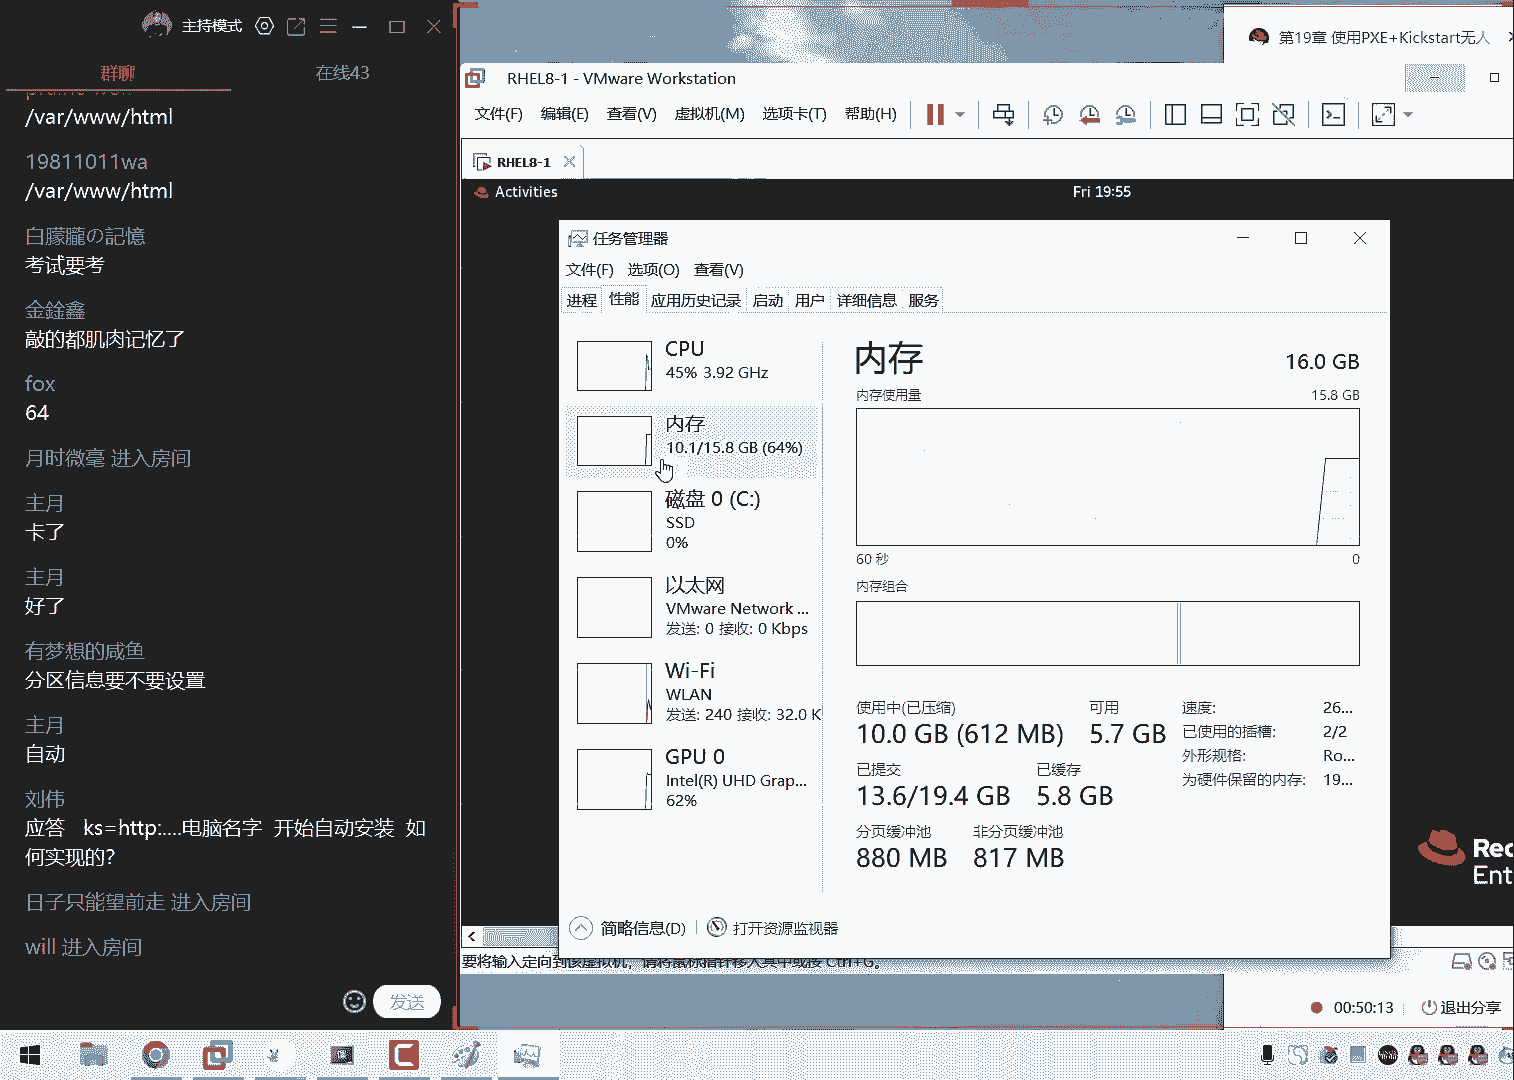 主持模式
群聊
在线43
/var/www/html
19811011wa
/var/www/html
白朦朧の記憶
考试要考
金銓鑫
敲的都肌肉记忆了
fox
64
月时微毫 进入房间
主月
卡了
主月
好了
有梦想的咸鱼
分区信息要不要设置
主月
自动
刘伟
应答 ks=http:....电脑名字 开始自动安装 如
何实现的?
日子只能望前走 进入房间
will 进入房间
发送
第19章 使用PXE+Kickstart无人
RHEL8-1 - VMware Workstation
文件(F) 编辑(E) 查看(V) 虚拟机(M) 选项卡(T) 帮助(H)
RHEL8-1
Activities
Fri 19:55
任务管理器
文件(F) 选项(O) 查看(V)
进程 性能 应用历史记录 启动 用户 详细信息 服务
CPU
45% 3.92 GHz
内存
10.1/15.8 GB (64%)
磁盘 0 (C:)
SSD
0%
以太网
VMware Network ...
发送: 0 接收: 0 Kbps
Wi-Fi
WLAN
发送: 240 接收: 32.0 K
GPU 0
Intel(R) UHD Grap...
62%
内存
16.0 GB
内存使用量
15.8 GB
60 秒
0
内存组合
使用中(已压缩)
10.0 GB (612 MB)
可用
5.7 GB
已提交
13.6/19.4 GB
已缓存
5.8 GB
分页缓冲池
880 MB
非分页缓冲池
817 MB
速度: 26...
已使用的插槽: 2/2
外形规格: Ro...
为硬件保留的内存: 19...
简略信息(D)
打开资源监视器
Red
Ent
要将输入定向到该虚拟机，请将鼠标指针移入其中或按 Ctrl+G。
00:50:13
退出分享